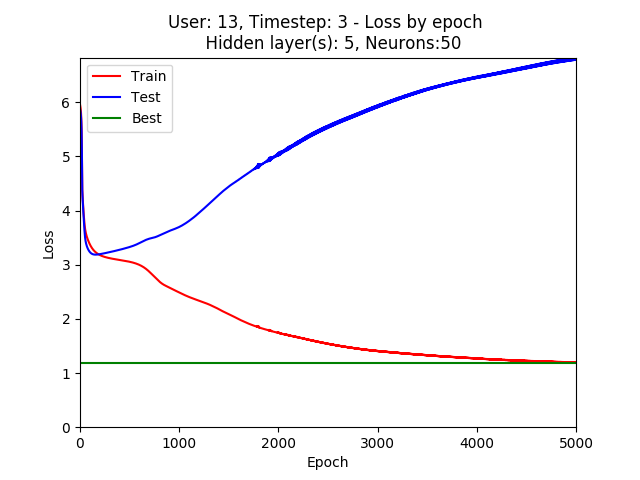 User: 13, Timestep: 3 - Loss by epoch
Hidden layer(s): 5, Neurons:50
Train
Test
Best
6
5
4
3
2
1
0
Loss
0 1000 2000 3000 4000 5000
Epoch